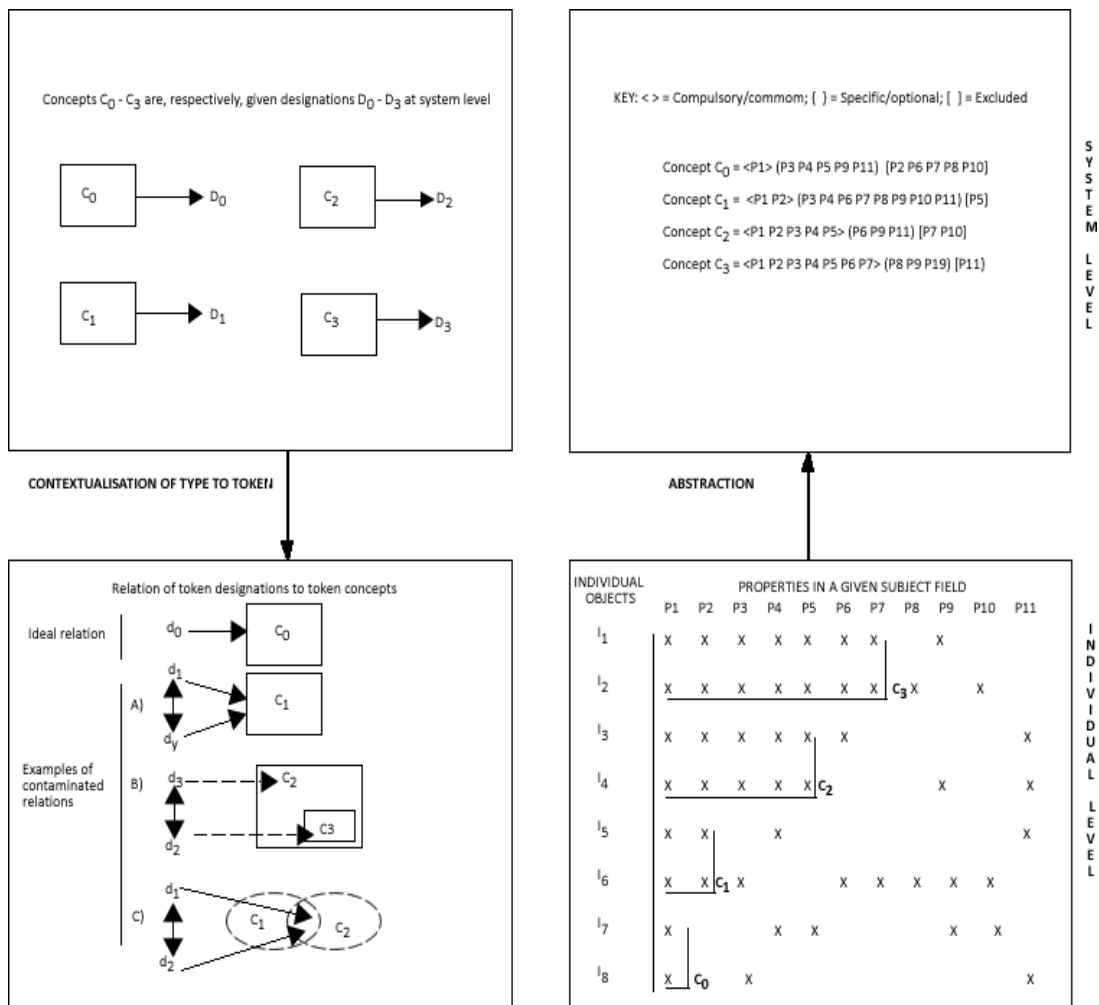 Concepts C0 - C3 are, respectively, given designations D0 - D3 at system level
C0 D0
C2 D2
C1 D1
C3 D3
KEY: < > = Compulsory/commom; { } = Specific/optional; [ ] = Excluded
Concept C0 = <P1> (P3 P4 P5 P9 P11) [P2 P6 P7 P8 P10]
Concept C1 = <P1 P2> (P3 P4 P6 P7 P8 P9 P10 P11) [P5]
Concept C2 = <P1 P2 P3 P4 P5> (P6 P9 P11) [P7 P10]
Concept C3 = <P1 P2 P3 P4 P5 P6 P7> (P8 P9 P19) [P11}
SYSTEM LEVEL
CONTEXTUALISATION OF TYPE TO TOKEN
ABSTRACTION
Relation of token designations to token concepts
Ideal relation
d0 C0
Examples of
contaminated
relations
A)
d1
dy
C1
B)
d3
d2
C2
C3
C)
d1
d2
C1
C2
INDIVIDUAL
OBJECTS
PROPERTIES IN A GIVEN SUBJECT FIELD
P1 P2 P3 P4 P5 P6 P7 P8 P9 P10 P11
I1 X X X X X X X X
I2 X X X X X X X C3 X X
I3 X X X X X X X
I4 X X X X X C2 X X
I5 X X X X
I6 X X C1 X X X X X X
I7 X X X X X
I8 X C0 X X
INDIVIDUAL LEVEL